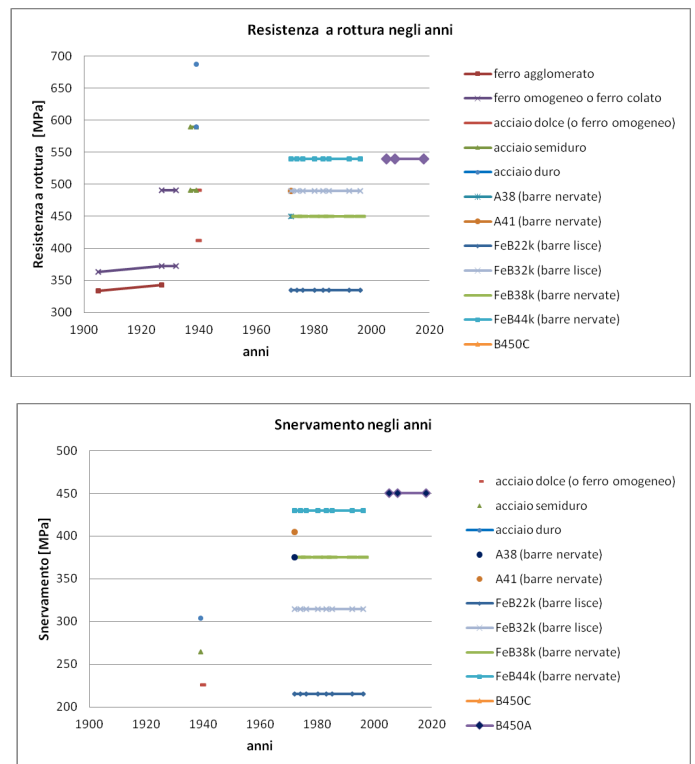 Resistenza a rottura negli anni
Resistenza a rottura [MPa]
700
650
600
550
500
450
400
350
300
1900 1920 1940 1960 1980 2000 2020
anni
ferro agglomerato
ferro omogeneo o ferro colato
acciaio dolce (o ferro omogeneo)
acciaio semiduro
acciaio duro
A38 (barre nervate)
A41 (barre nervate)
FeB22k (barre lisce)
FeB32k (barre lisce)
FeB38k (barre nervate)
FeB44k (barre nervate)
B450C
Snervamento negli anni
Snervamento [MPa]
500
450
400
350
300
250
200
1900 1920 1940 1960 1980 2000 2020
anni
acciaio dolce (o ferro omogeneo)
acciaio semiduro
acciaio duro
A38 (barre nervate)
A41 (barre nervate)
FeB22k (barre lisce)
FeB32k (barre lisce)
FeB38k (barre nervate)
FeB44k (barre nervate)
B450C
B450A